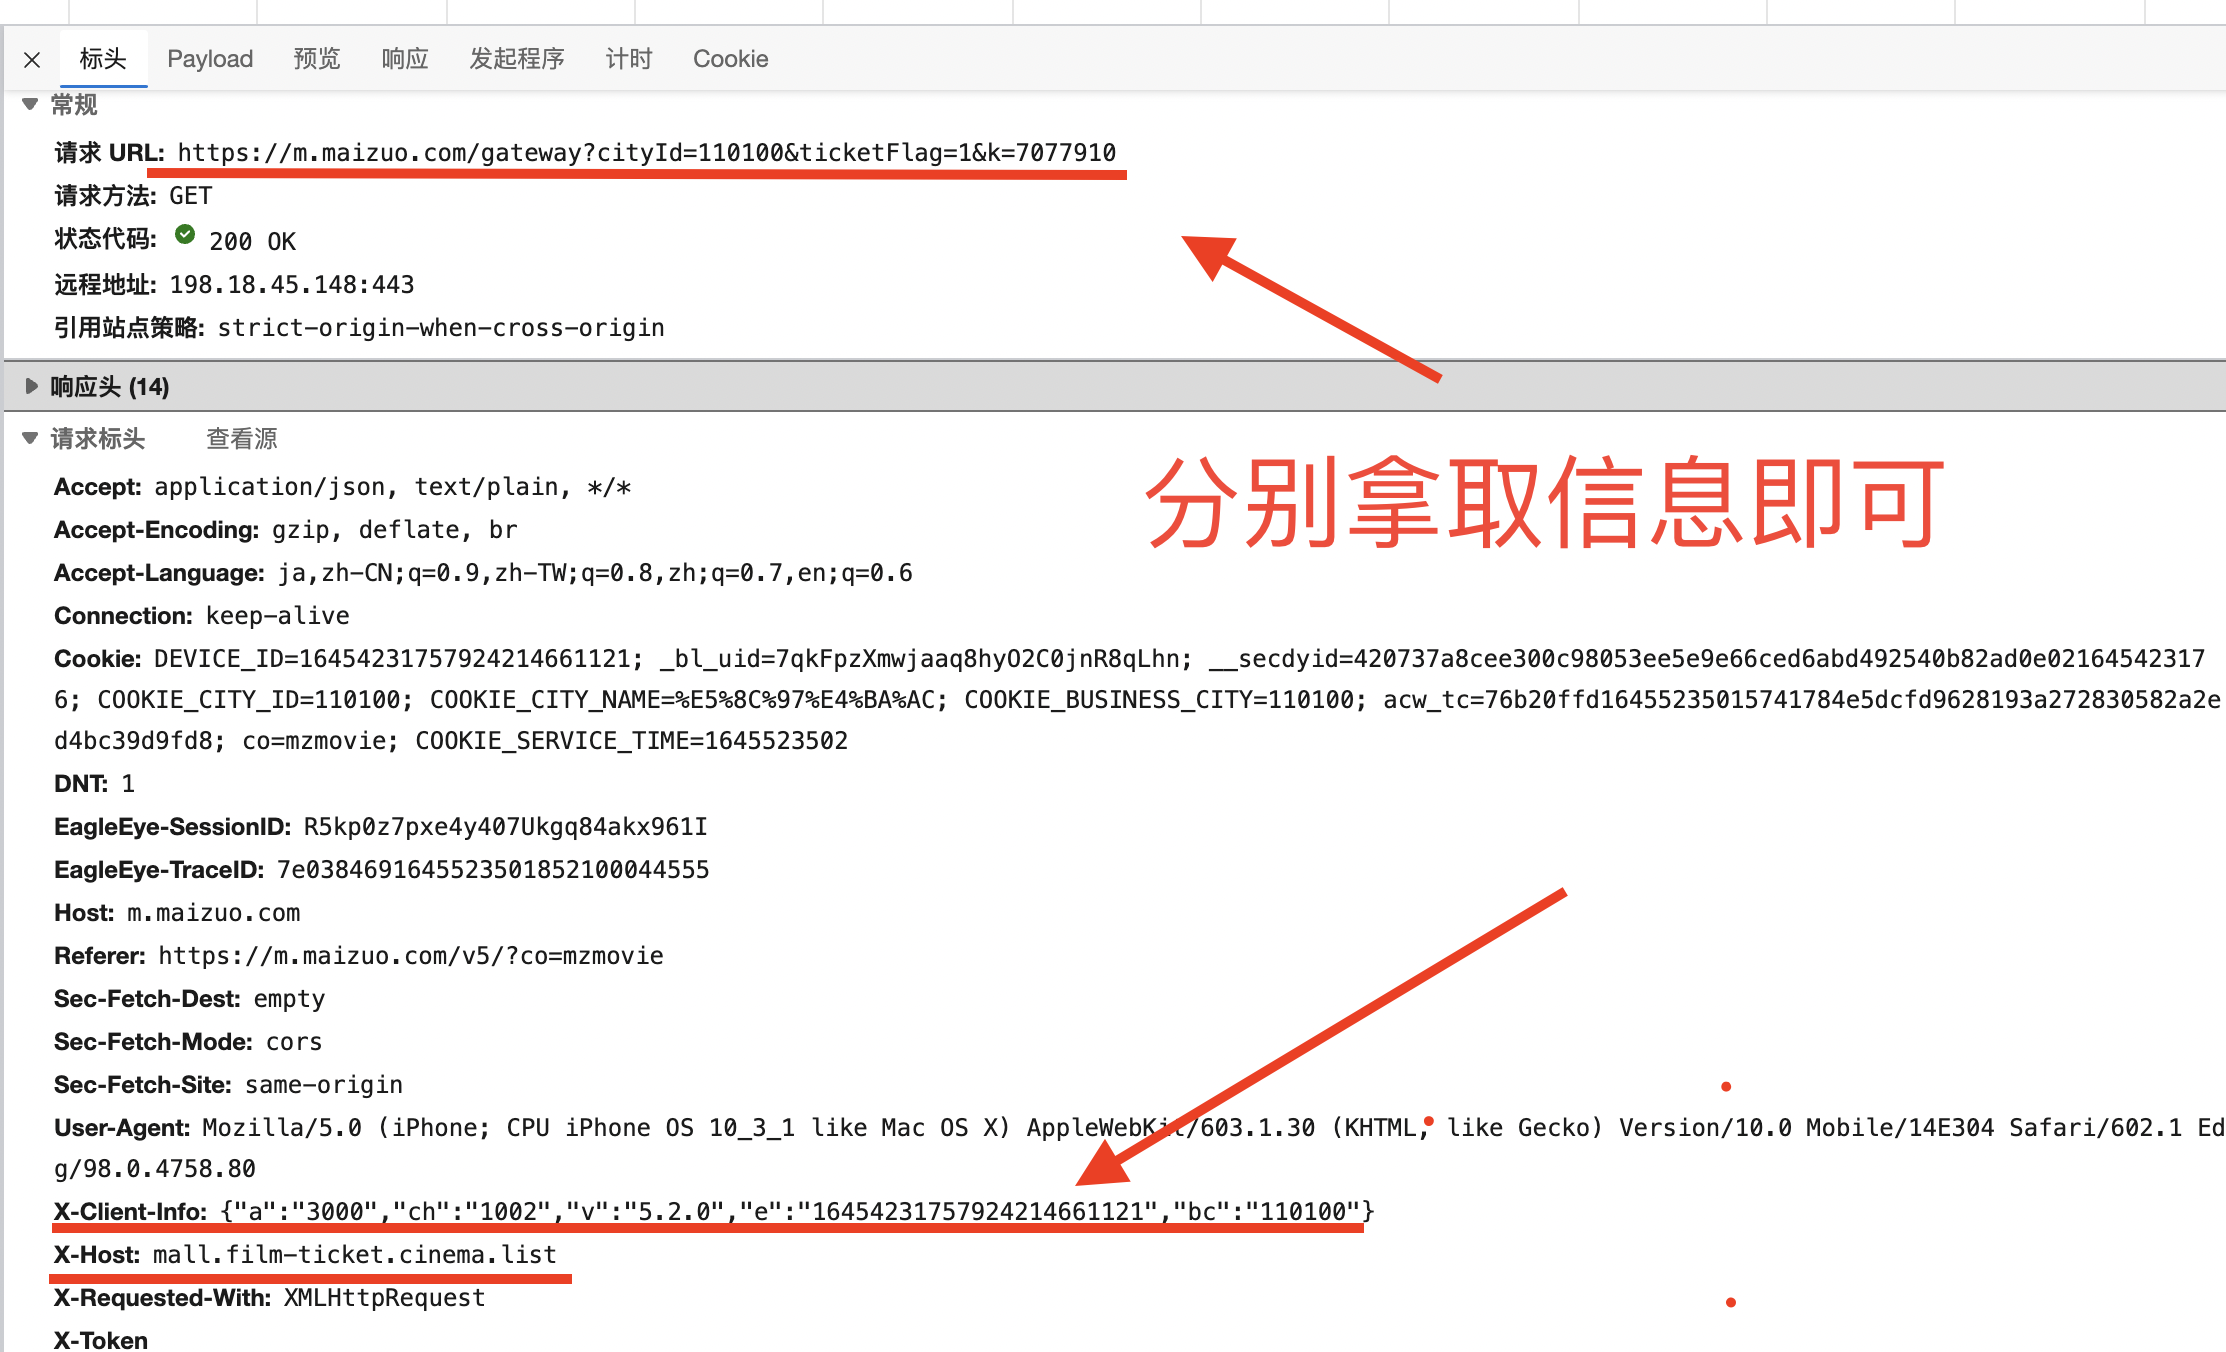 标头 Payload 预览 响应 发起程序 计时 Cookie
常规
请求 URL: https://m.maizuo.com/gateway?cityId=110100&ticketFlag=1&k=7077910
请求方法: GET
状态代码: 200 OK
远程地址: 198.18.45.148:443
引用站点策略: strict-origin-when-cross-origin
响应头 (14)
请求标头 查看源
分别拿取信息即可
Accept: application/json, text/plain, */*
Accept-Encoding: gzip, deflate, br
Accept-Language: ja,zh-CN;q=0.9,zh-TW;q=0.8,zh;q=0.7,en;q=0.6
Connection: keep-alive
Cookie: DEVICE_ID=16454231757924214661121; _bl_uid=7qkFpzXmwjaaq8hyO2C0jnR8qLhn; __secdyid=420737a8cee300c98053ee5e9e66ced6abd492540b82ad0e02164542317
6; COOKIE_CITY_ID=110100; COOKIE_CITY_NAME=%E5%8C%97%E4%BA%AC; COOKIE_BUSINESS_CITY=110100; acw_tc=76b20ffd16455235015741784e5dcfd9628193a272830582a2e
d4bc39d9fd8; co=mzmovie; COOKIE_SERVICE_TIME=1645523502
DNT: 1
EagleEye-SessionID: R5kp0z7pxe4y407Ukgq84akx961I
EagleEye-TraceID: 7e0384691645523501852100044555
Host: m.maizuo.com
Referer: https://m.maizuo.com/v5/?co=mzmovie
Sec-Fetch-Dest: empty
Sec-Fetch-Mode: cors
Sec-Fetch-Site: same-origin
User-Agent: Mozilla/5.0 (iPhone; CPU iPhone OS 10_3_1 like Mac OS X) AppleWebKit/603.1.30 (KHTML, like Gecko) Version/10.0 Mobile/14E304 Safari/602.1 Ed
g/98.0.4758.80
X-Client-Info: {"a":"3000","ch":"1002","v":"5.2.0","e":"16454231757924214661121","bc":"110100"}
X-Host: mall.film-ticket.cinema.list
X-Requested-With: XMLHttpRequest
X-Token